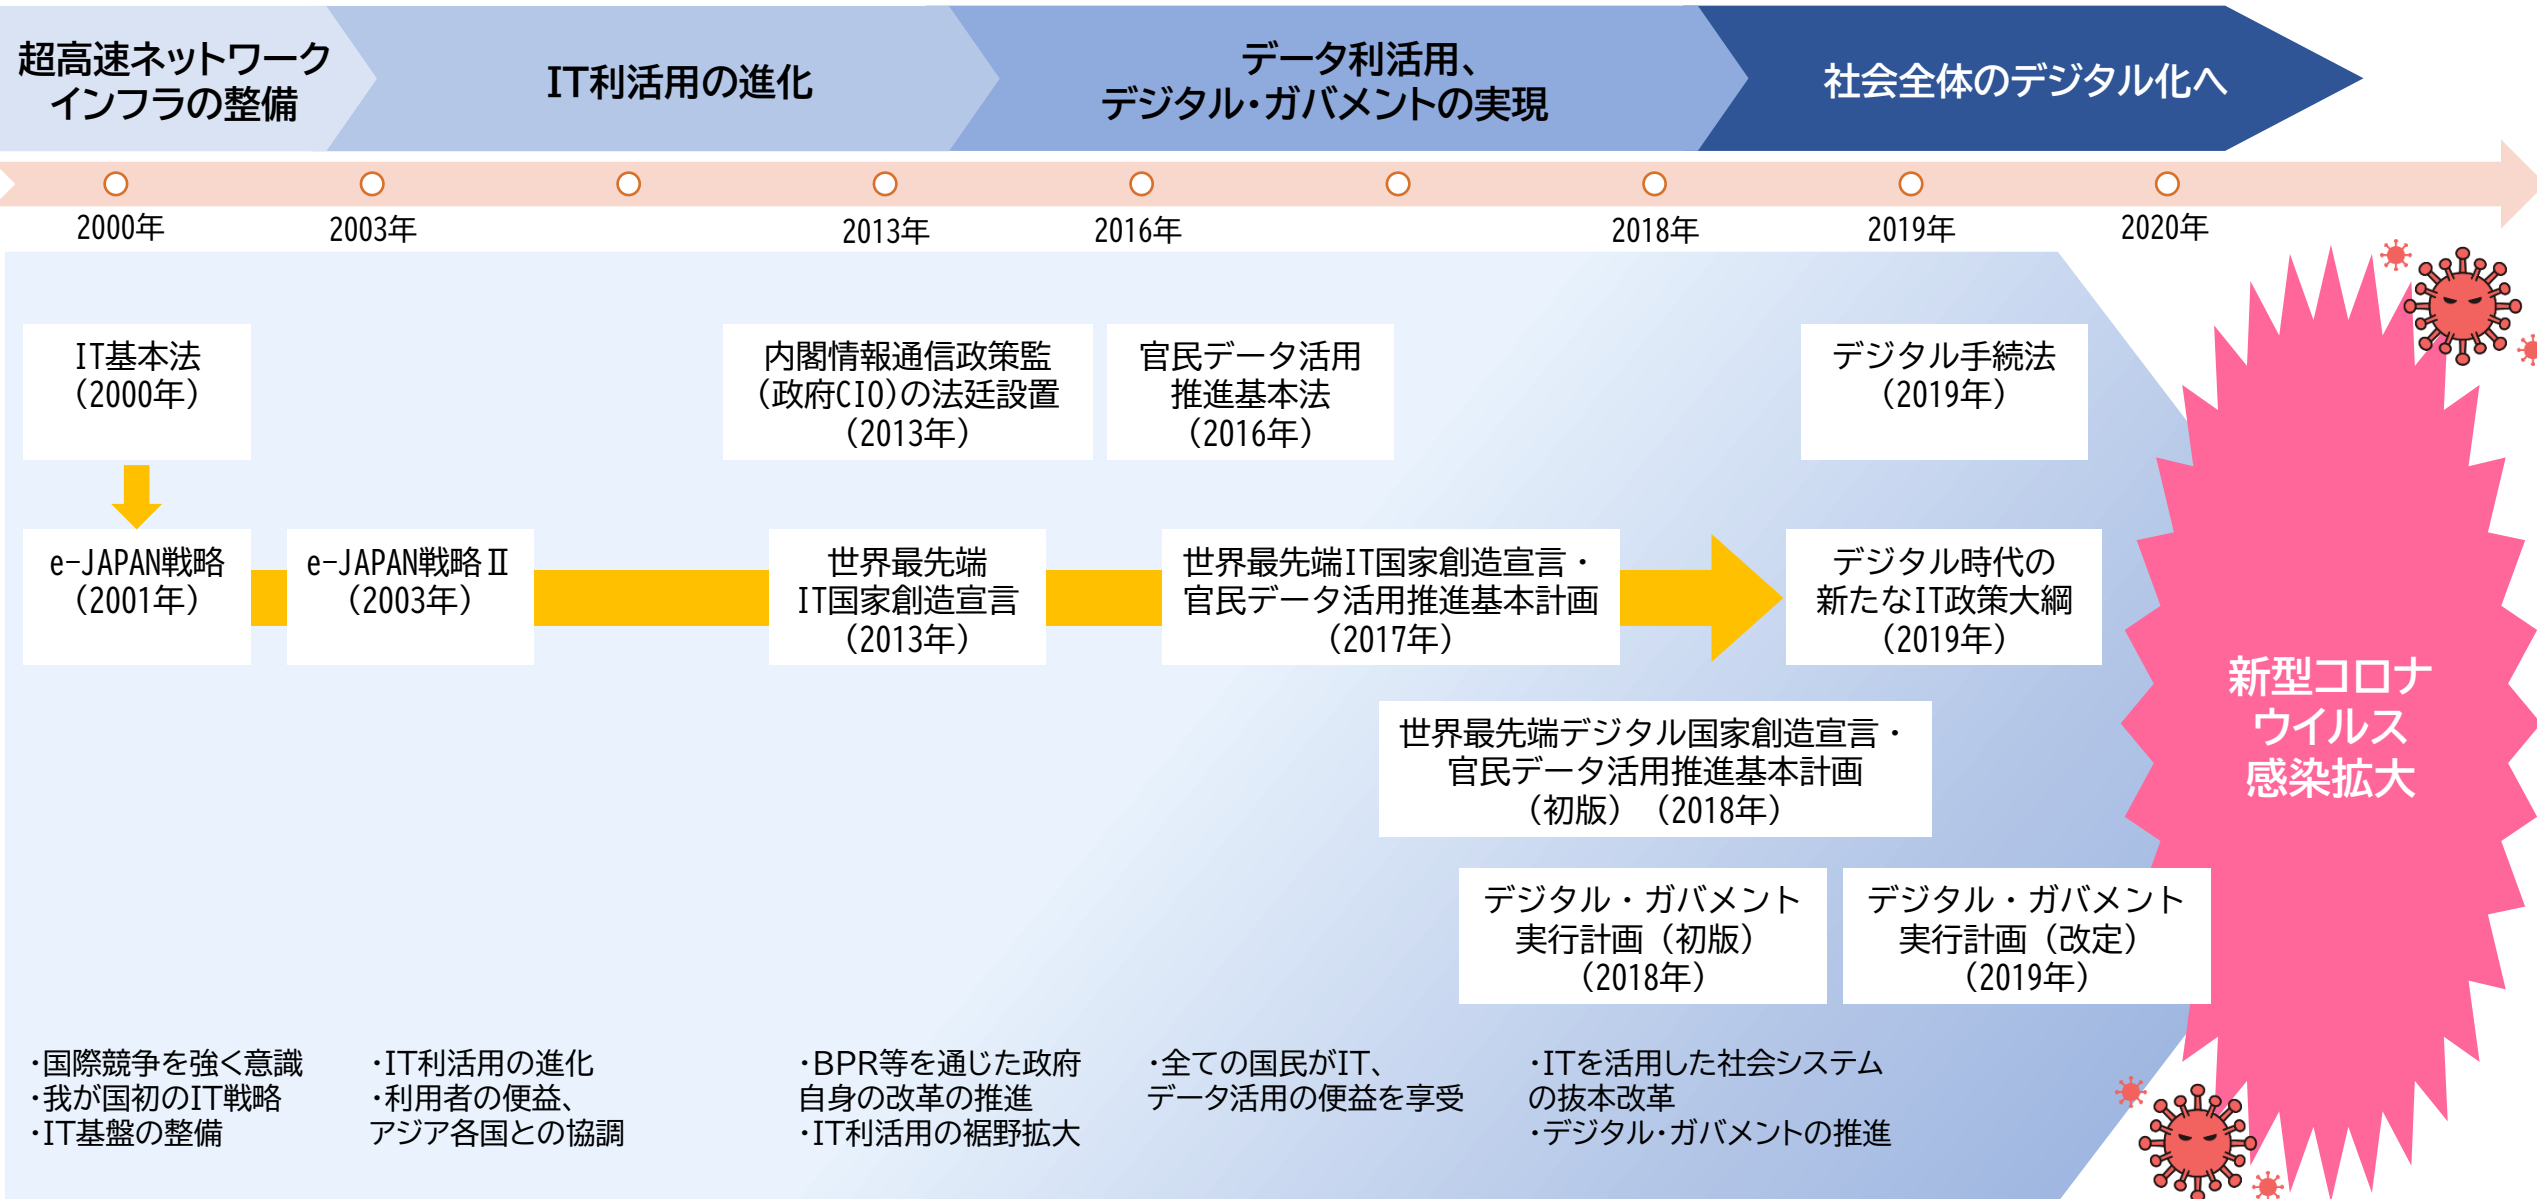 超高速ネットワーク
インフラの整備
IT利活用の進化
データ利活用、
デジタル・ガバメントの実現
社会全体のデジタル化へ
2000年
2003年
2013年
2016年
2018年
2019年
2020年
IT基本法
（2000年）
内閣情報通信政策監
(政府CIO)の法廷設置
（2013年）
官民データ活用
推進基本法
（2016年）
デジタル手続法
（2019年）
e-JAPAN戦略
（2001年）
e-JAPAN戦略Ⅱ
（2003年）
世界最先端
IT国家創造宣言
（2013年）
世界最先端IT国家創造宣言・
官民データ活用推進基本計画
（2017年）
デジタル時代の
新たなIT政策大綱
（2019年）
世界最先端デジタル国家創造宣言・
官民データ活用推進基本計画
（初版）（2018年）
デジタル・ガバメント
実行計画（初版）
（2018年）
デジタル・ガバメント
実行計画（改定）
（2019年）
新型コロナ
ウイルス
感染拡大
・国際競争を強く意識
・我が国初のIT戦略
・IT基盤の整備
・IT利活用の進化
・利用者の便益、
アジア各国との協調
・BPR等を通じた政府
自身の改革の推進
・IT利活用の裾野拡大
・全ての国民がIT、
データ活用の便益を享受
・ITを活用した社会システム
の抜本改革
・デジタル・ガバメントの推進